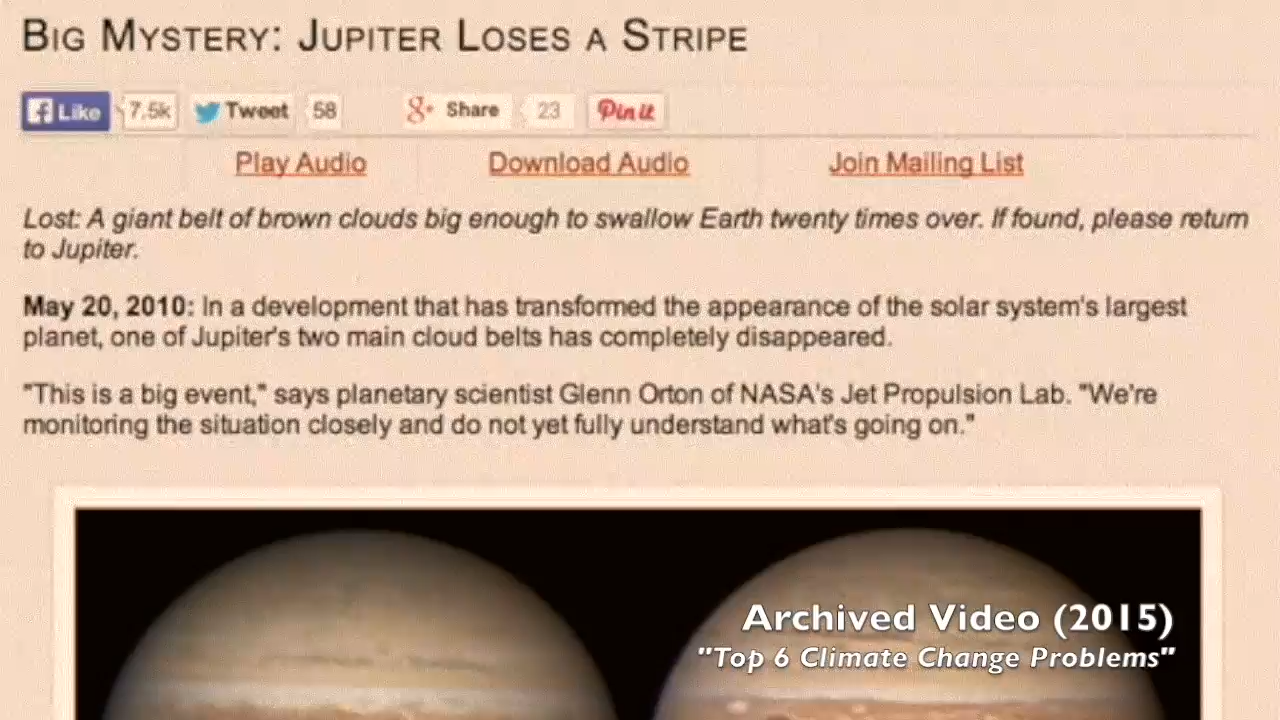 Big Mystery: Jupiter Loses a Stripe
Like 7.5k Tweet 58 Share 23 Pin it
Play Audio Download Audio Join Mailing List
Lost: A giant belt of brown clouds big enough to swallow Earth twenty times over. If found, please return
to Jupiter.
May 20, 2010: In a development that has transformed the appearance of the solar system's largest
planet, one of Jupiter's two main cloud belts has completely disappeared.
"This is a big event," says planetary scientist Glenn Orton of NASA's Jet Propulsion Lab. "We're
monitoring the situation closely and do not yet fully understand what's going on."
Archived Video (2015)
"Top 6 Climate Change Problems"